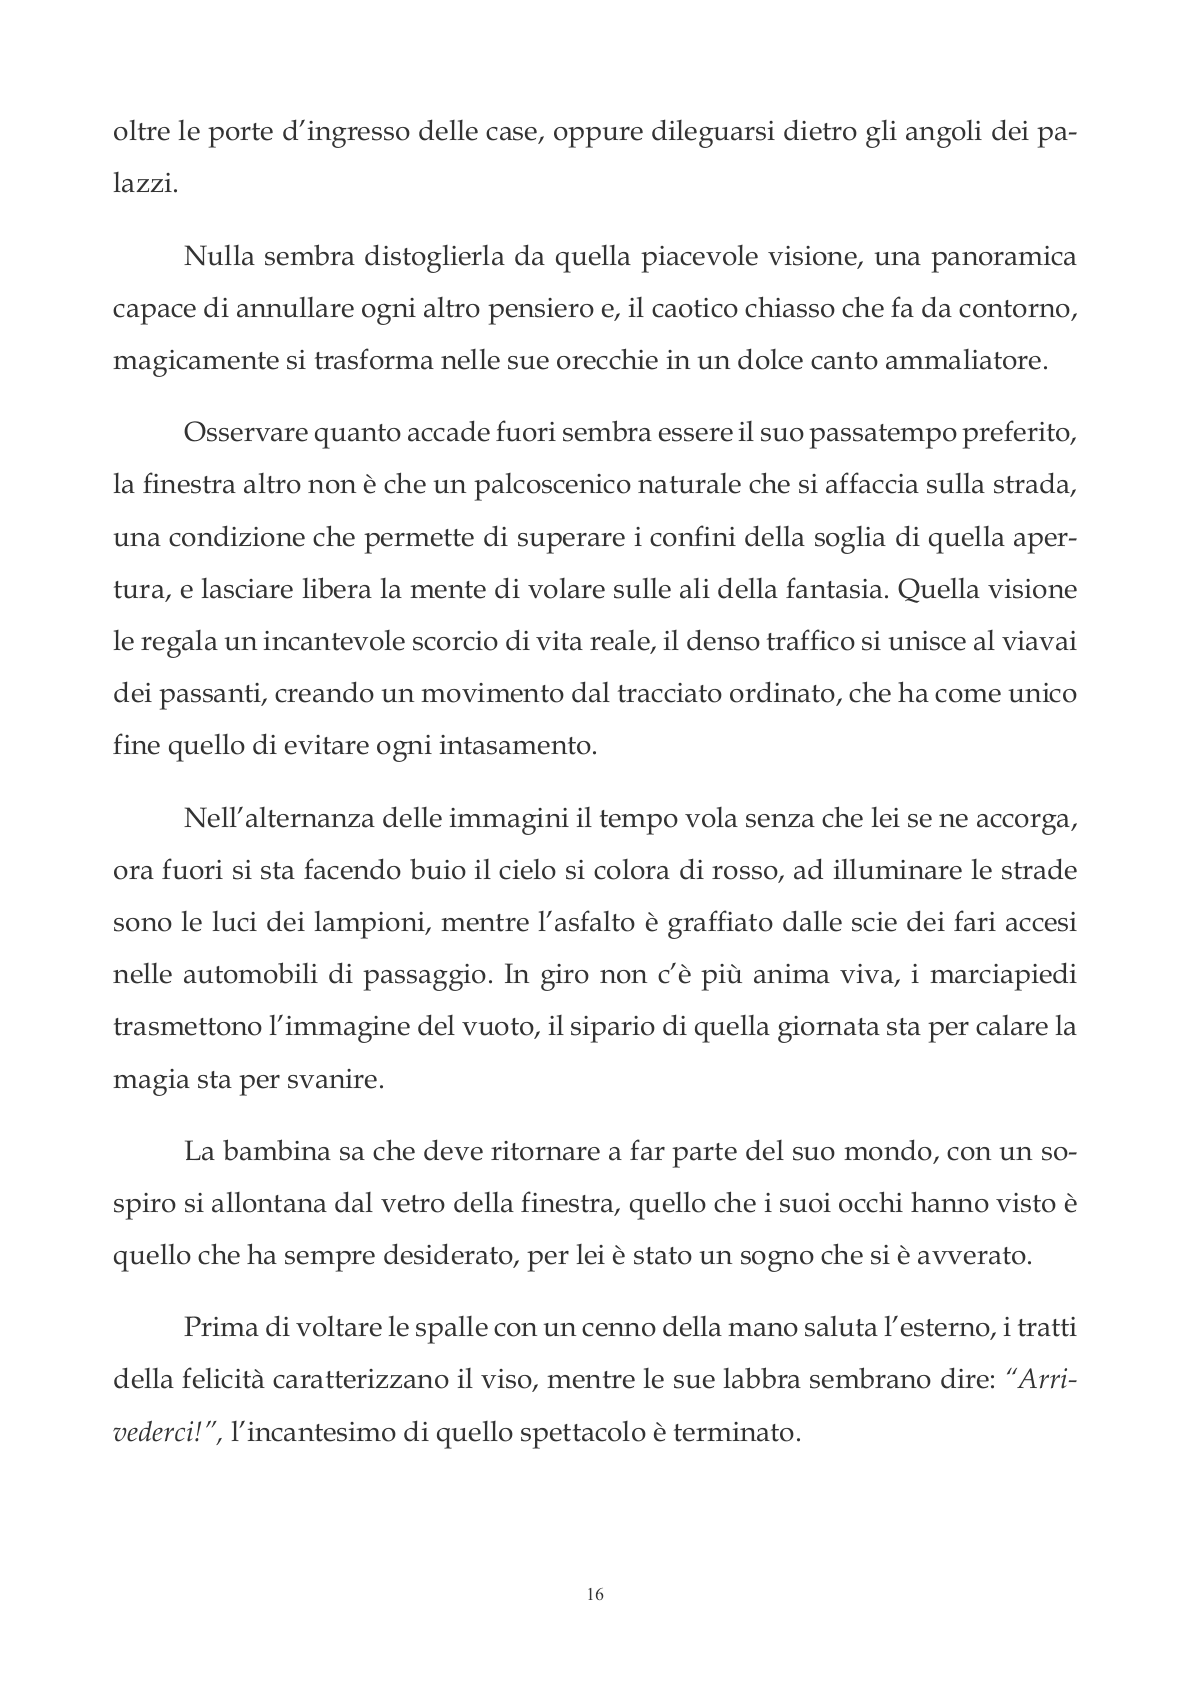 oltre le porte d’ingresso delle case, oppure dileguarsi dietro gli angoli dei pa-
lazzi.
Nulla sembra distoglierla da quella piacevole visione, una panoramica
capace di annullare ogni altro pensiero e, il caotico chiasso che fa da contorno,
magicamente si trasforma nelle sue orecchie in un dolce canto ammaliatore.
Osservare quanto accade fuori sembra essere il suo passatempo preferito,
la finestra altro non è che un palcoscenico naturale che si affaccia sulla strada,
una condizione che permette di superare i confini della soglia di quella aper-
tura, e lasciare libera la mente di volare sulle ali della fantasia. Quella visione
le regala un incantevole scorcio di vita reale, il denso traffico si unisce al viavai
dei passanti, creando un movimento dal tracciato ordinato, che ha come unico
fine quello di evitare ogni intasamento.
Nell’alternanza delle immagini il tempo vola senza che lei se ne accorga,
ora fuori si sta facendo buio il cielo si colora di rosso, ad illuminare le strade
sono le luci dei lampioni, mentre l’asfalto è graffiato dalle scie dei fari accesi
nelle automobili di passaggio. In giro non c’è più anima viva, i marciapiedi
trasmettono l’immagine del vuoto, il sipario di quella giornata sta per calare la
magia sta per svanire.
La bambina sa che deve ritornare a far parte del suo mondo, con un so-
spiro si allontana dal vetro della finestra, quello che i suoi occhi hanno visto è
quello che ha sempre desiderato, per lei è stato un sogno che si è avverato.
Prima di voltare le spalle con un cenno della mano saluta l’esterno, i tratti
della felicità caratterizzano il viso, mentre le sue labbra sembrano dire: “Arri-
vederci!”, l’incantesimo di quello spettacolo è terminato.
16